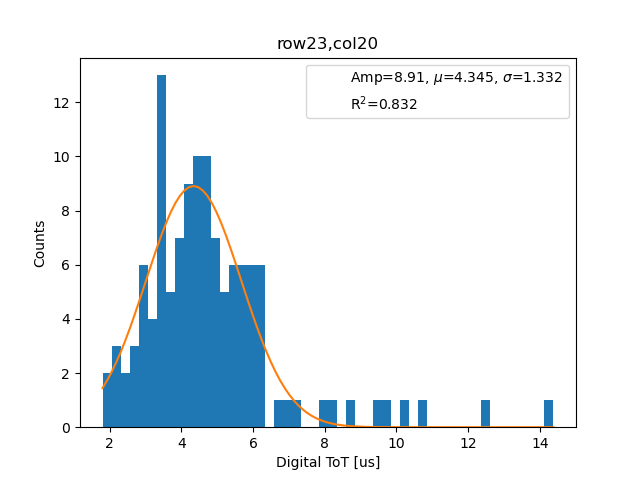 row23,col20
Amp=8.91, μ=4.345, σ=1.332
R²=0.832
Counts
12
10
8
6
4
2
0
2 4 6 8 10 12 14
Digital ToT [us]